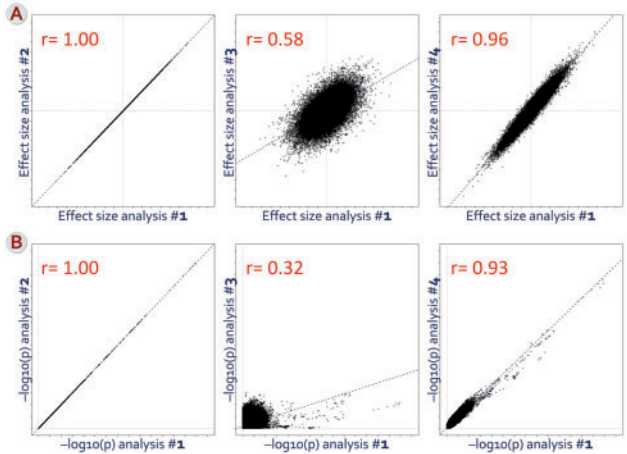 A
r= 1.00
Effect size analysis #2
Effect size analysis #1
r= 0.58
Effect size analysis #3
Effect size analysis #1
r= 0.96
Effect size analysis #4
Effect size analysis #1
B
r= 1.00
–log10(p) analysis #2
–log10(p) analysis #1
r= 0.32
–log10(p) analysis #3
–log10(p) analysis #1
r= 0.93
–log10(p) analysis #4
–log10(p) analysis #1